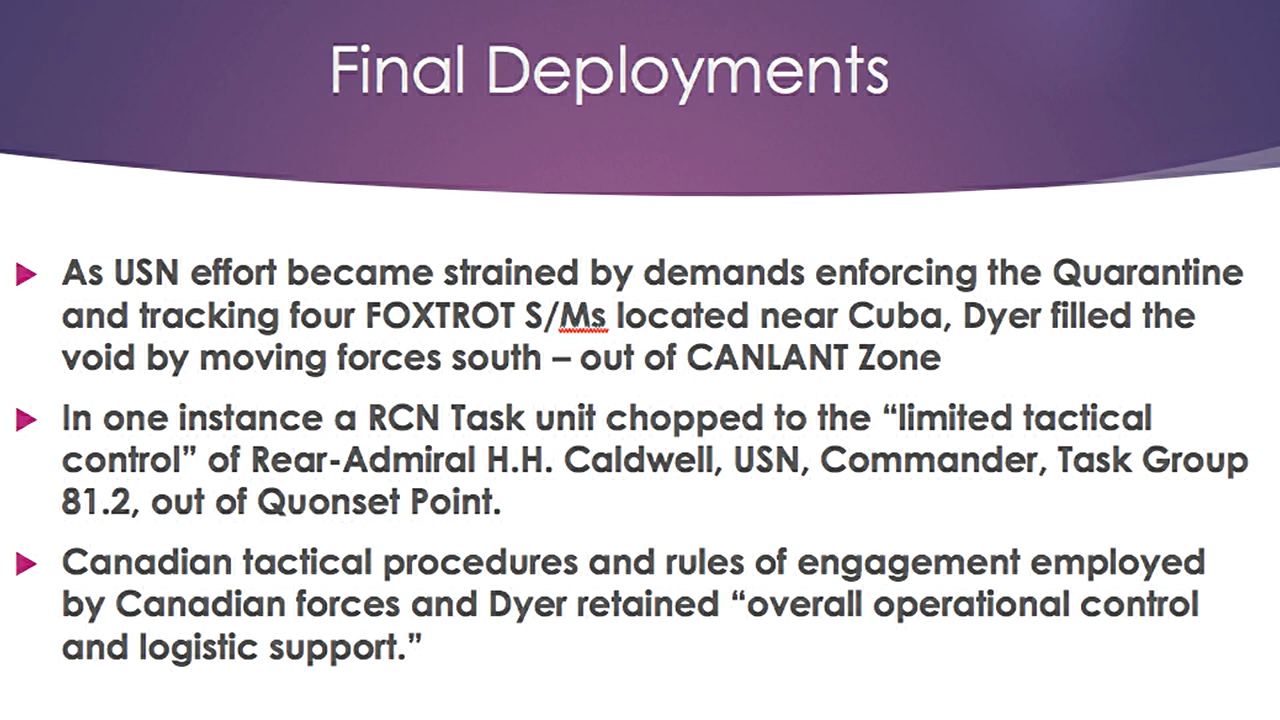 Final Deployments
As USN effort became strained by demands enforcing the Quarantine
and tracking four FOXTROT S/Ms located near Cuba, Dyer filled the
void by moving forces south – out of CANLANT Zone
In one instance a RCN Task unit chopped to the “limited tactical
control” of Rear-Admiral H.H. Caldwell, USN, Commander, Task Group
81.2, out of Quonset Point.
Canadian tactical procedures and rules of engagement employed
by Canadian forces and Dyer retained “overall operational control
and logistic support.”